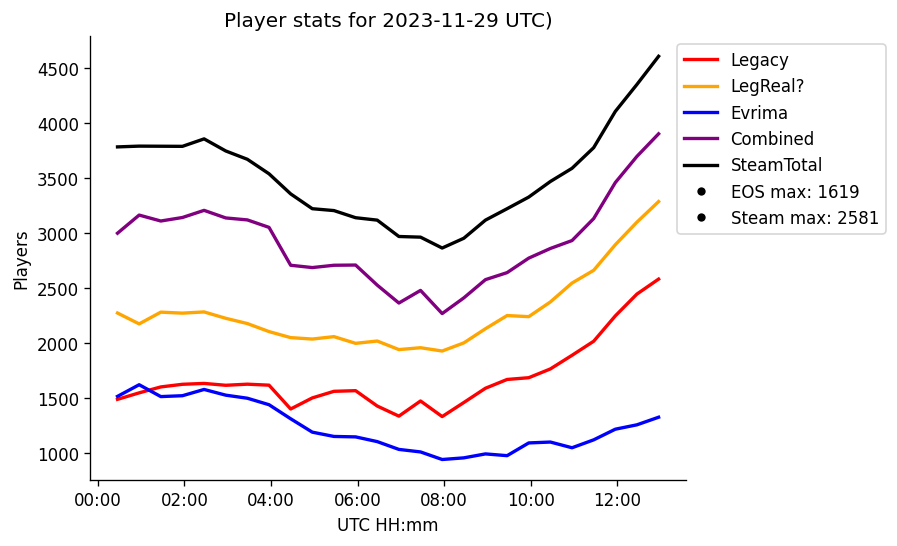 Player stats for 2023-11-29 UTC)
Legacy
LegReal?
Evrima
Combined
SteamTotal
EOS max: 1619
Steam max: 2581
Players
4500
4000
3500
3000
2500
2000
1500
1000
00:00 02:00 04:00 06:00 08:00 10:00 12:00
UTC HH:mm